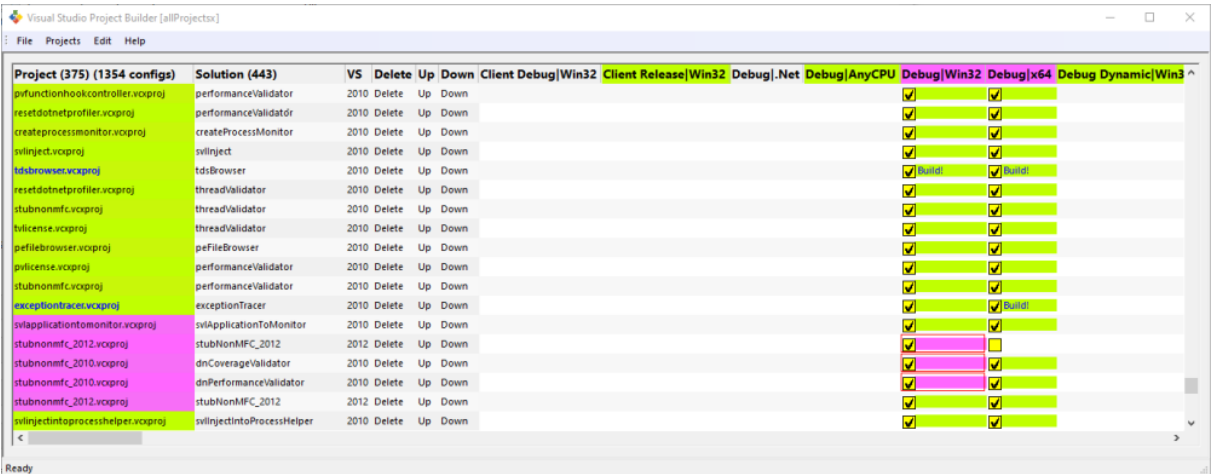 Visual Studio Project Builder [allProjectsx]
File Projects Edit Help
Project (375) (1354 configs) Solution (443) VS Delete Up Down Client Debug|Win32 Client Release|Win32 Debug|.Net Debug|AnyCPU Debug|Win32 Debug|x64 Debug Dynamic|Win3
pvfunctionhookcontroller.vcxproj performanceValidator 2010 Delete Up Down
resetdotnetprofiler.vcxproj performanceValidator 2010 Delete Up Down
createprocessmonitor.vcxproj createProcessMonitor 2010 Delete Up Down
svlinject.vcxproj svlInject 2010 Delete Up Down
tdsbrowser.vcxproj tdsBrowser 2010 Delete Up Down Build! Build!
resetdotnetprofiler.vcxproj threadValidator 2010 Delete Up Down
stubnonmfc.vcxproj threadValidator 2010 Delete Up Down
tvlicense.vcxproj threadValidator 2010 Delete Up Down
pefilebrowser.vcxproj peFileBrowser 2010 Delete Up Down
pvlicense.vcxproj performanceValidator 2010 Delete Up Down
stubnonmfc.vcxproj performanceValidator 2010 Delete Up Down
exceptiontracer.vcxproj exceptionTracer 2010 Delete Up Down Build!
svlapplicationtomonitor.vcxproj svlApplicationToMonitor 2010 Delete Up Down
stubnonmfc_2012.vcxproj stubNonMFC_2012 2012 Delete Up Down
stubnonmfc_2010.vcxproj dnCoverageValidator 2010 Delete Up Down
stubnonmfc_2010.vcxproj dnPerformanceValidator 2010 Delete Up Down
stubnonmfc_2012.vcxproj stubNonMFC_2012 2012 Delete Up Down
svlinjectintoprocesshelper.vcxproj svlInjectIntoProcessHelper 2010 Delete Up Down
Ready